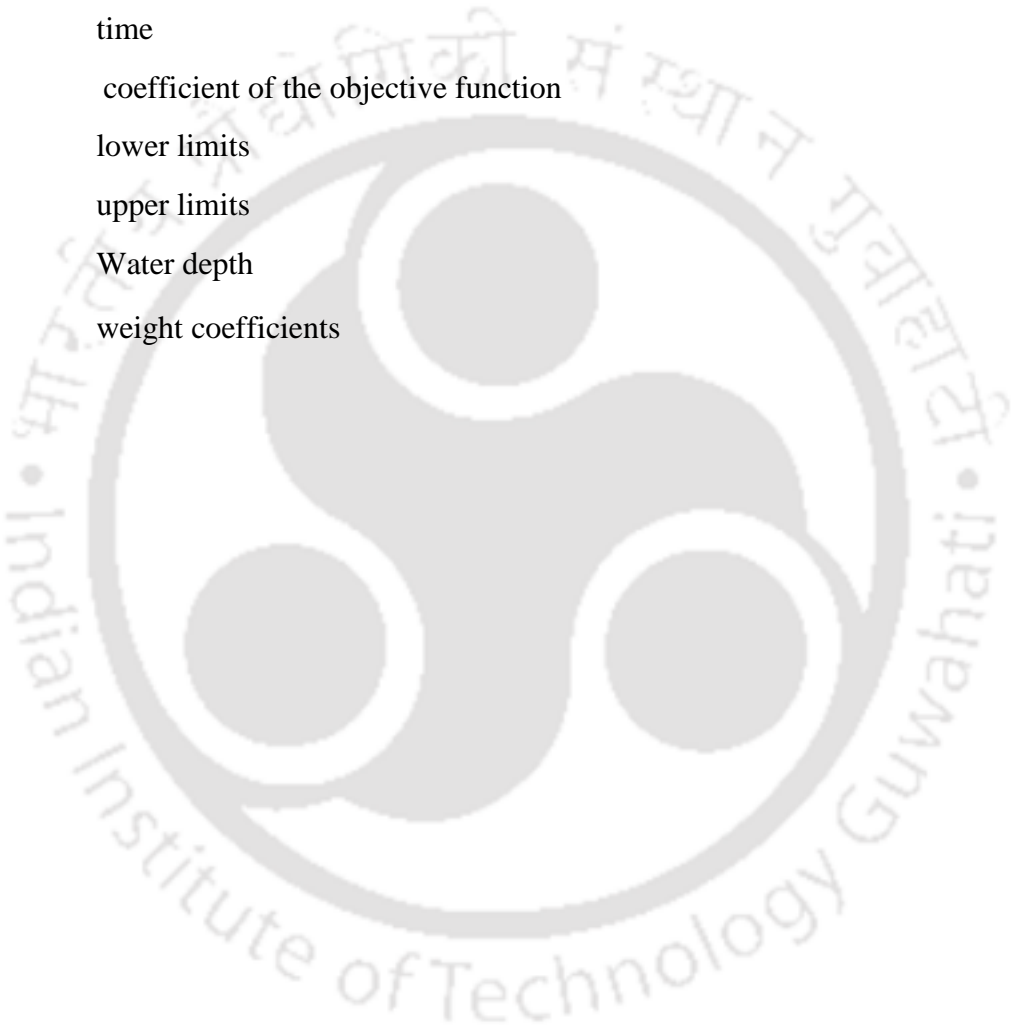 time
coefficient of the objective function
lower limits
upper limits
Water depth
weight coefficients
भारतीय प्रौद्योगिकी संस्थान गुवाहाटी
Indian Institute of Technology Guwahati